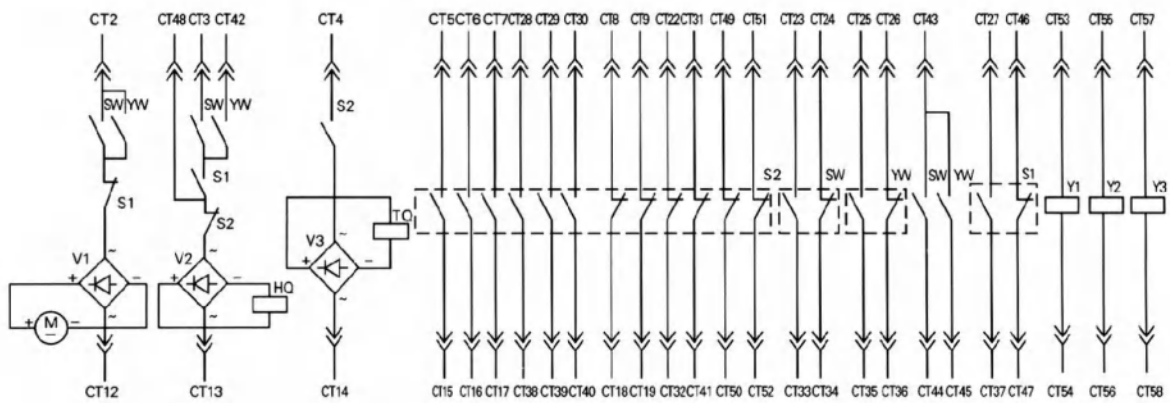 CT2 CT48 CT3 CT42 CT4 CT5 CT6 CT7 CT28 CT29 CT30 CT8 CT9 CT22 CT31 CT49 CT51 CT23 CT24 CT25 CT26 CT43 CT27 CT46 CT53 CT55 CT57
SW YW SW YW S2
S1 S1 S2 SW YW SW YW S1 Y1 Y2 Y3
S2 TQ
~ ~ V3 ~
V1 + − V2 + − + −
~ ~ HQ ~
+ M −
CT12 CT13 CT14 CT15 CT16 CT17 CT38 CT39 CT40 CT18 CT19 CT32 CT41 CT50 CT52 CT33 CT34 CT35 CT36 CT44 CT45 CT37 CT47 CT54 CT56 CT58